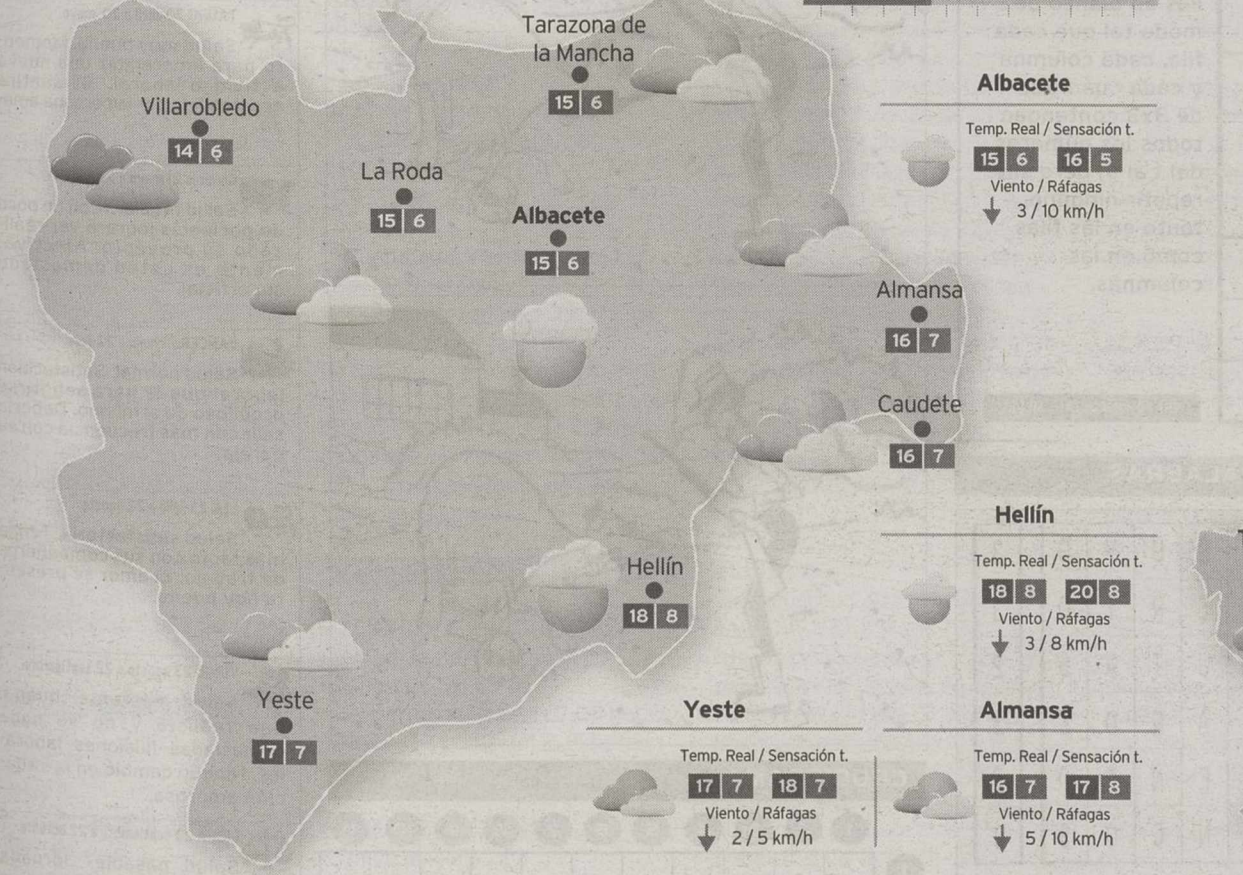 Tarazona de
la Mancha
15 6
Villarobledo
14 6
La Roda
15 6
Albacete
15 6
Almansa
16 7
Caudete
16 7
Hellín
18 8
Yeste
17 7
Albacete
Temp. Real / Sensación t.
15 6 16 5
Viento / Ráfagas
3 / 10 km/h
Hellín
Temp. Real / Sensación t.
18 8 20 8
Viento / Ráfagas
3 / 8 km/h
Yeste
Temp. Real / Sensación t.
17 7 18 7
Viento / Ráfagas
2 / 5 km/h
Almansa
Temp. Real / Sensación t.
16 7 17 8
Viento / Ráfagas
5 / 10 km/h